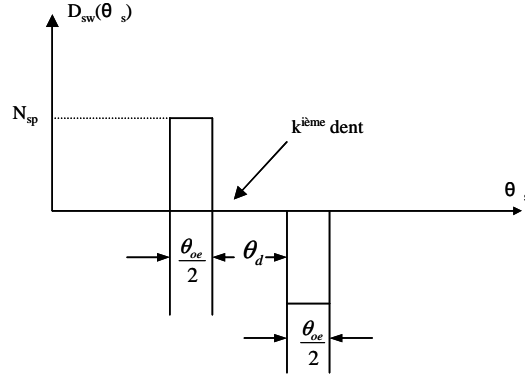 D_sw(θ_s)
N_sp
k^ième dent
θ
θ_oe/2
θ_d
θ_oe/2